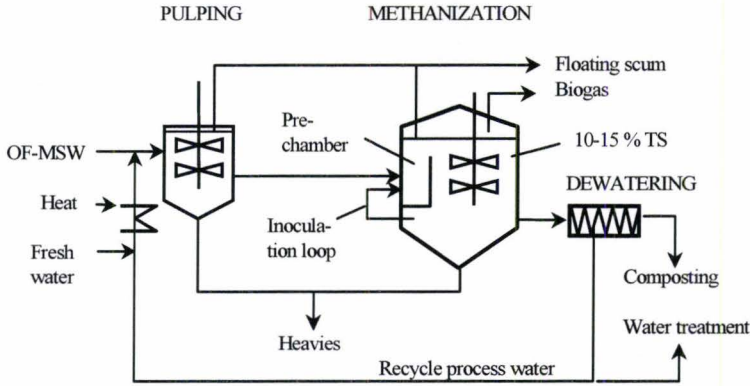 PULPING
METHANIZATION
Floating scum
Biogas
Pre-
chamber
10-15 % TS
OF-MSW
DEWATERING
Heat
Inocula-
tion loop
Fresh
water
Composting
Water treatment
Heavies
Recycle process water